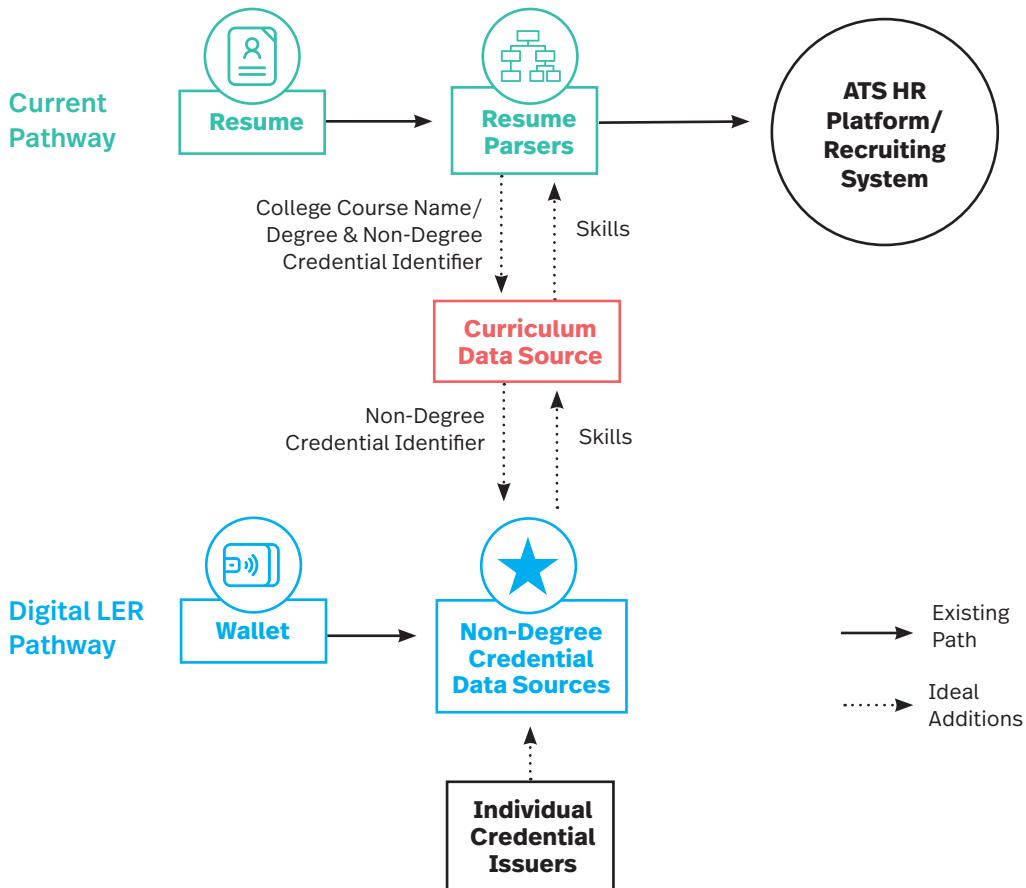 Current
Pathway
Resume
Resume
Parsers
ATS HR
Platform/
Recruiting
System
College Course Name/
Degree & Non-Degree
Credential Identifier
Skills
Curriculum
Data Source
Non-Degree
Credential Identifier
Skills
Digital LER
Pathway
Wallet
Non-Degree
Credential
Data Sources
Existing
Path
Ideal
Additions
Individual
Credential
Issuers